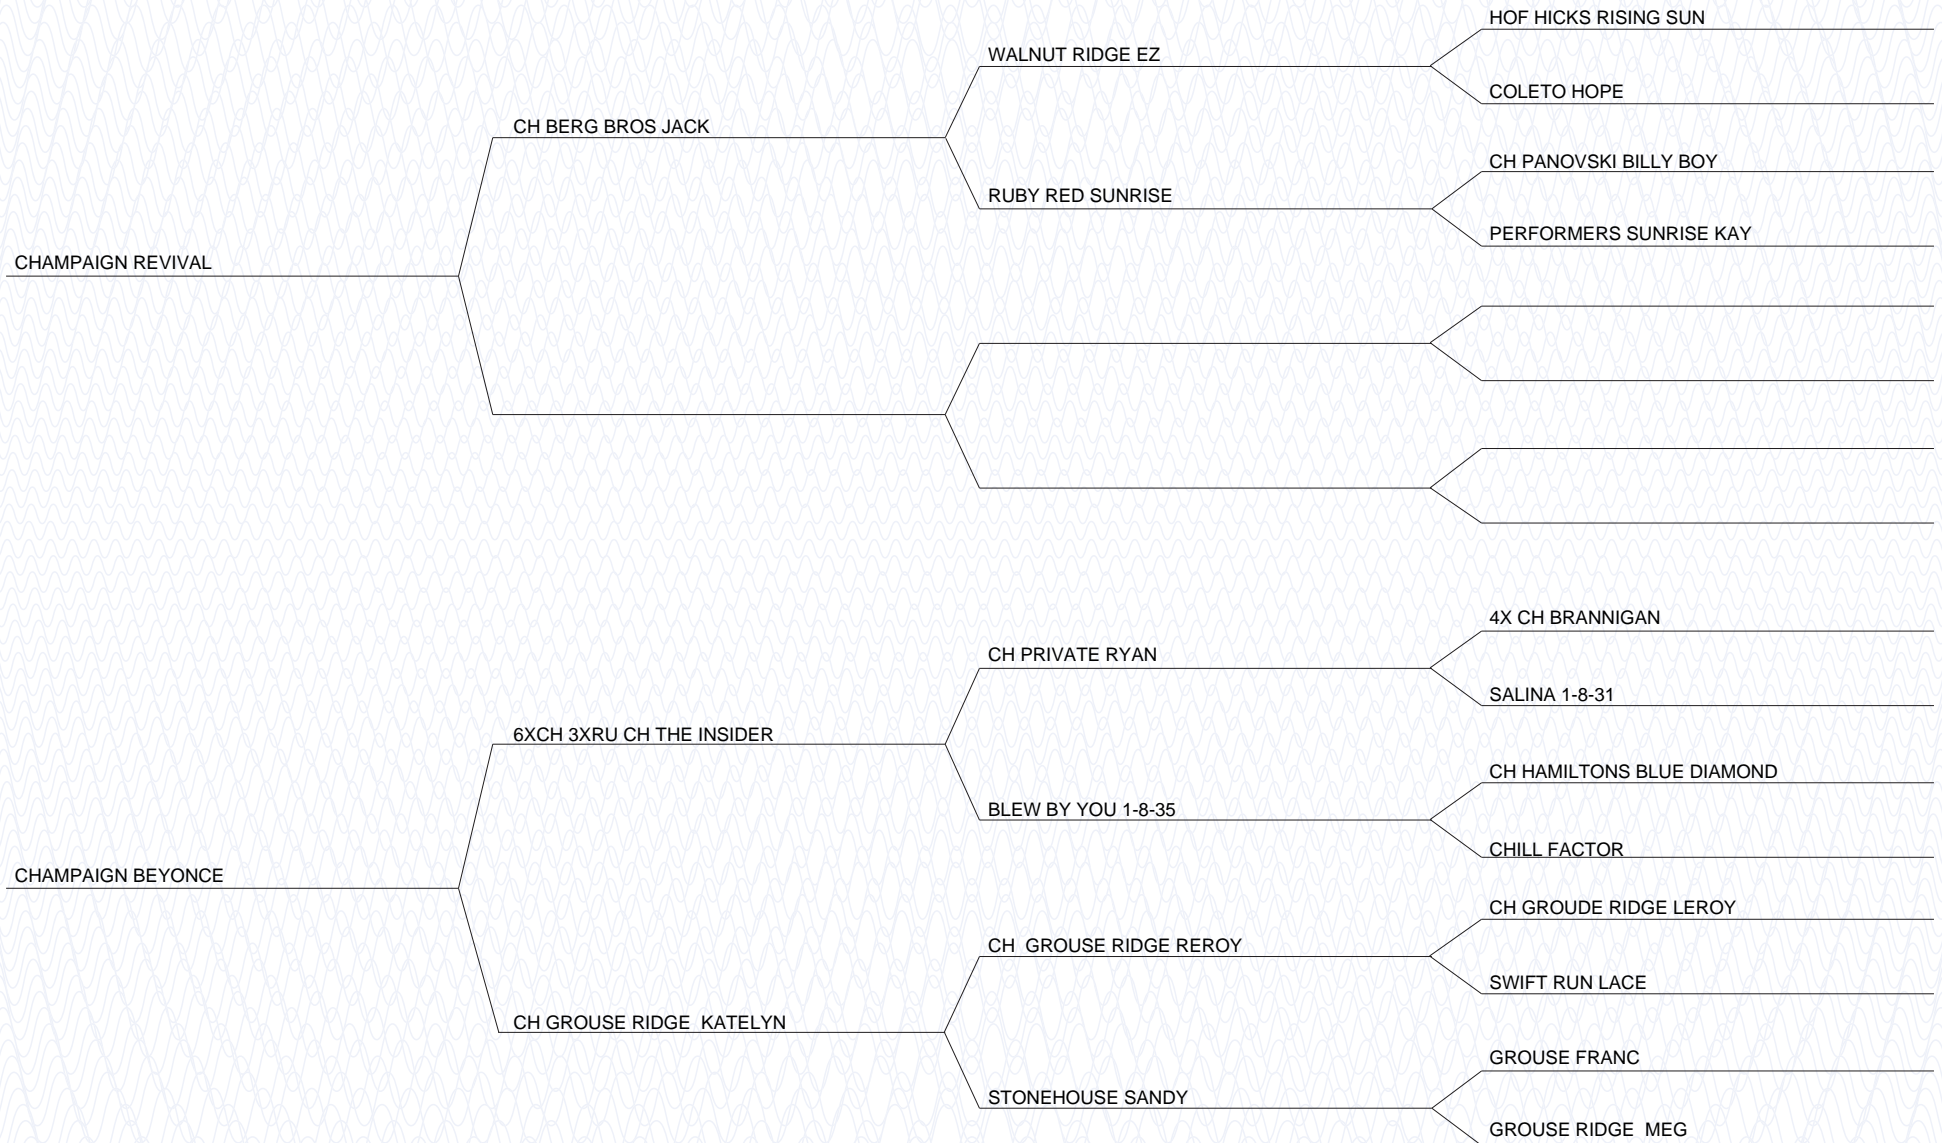 HOF HICKS RISING SUN
WALNUT RIDGE EZ
COLETO HOPE
CH BERG BROS JACK
CH PANOVSKI BILLY BOY
RUBY RED SUNRISE
PERFORMERS SUNRISE KAY
CHAMPAIGN REVIVAL
4X CH BRANNIGAN
CH PRIVATE RYAN
SALINA 1-8-31
6XCH 3XRU CH THE INSIDER
CH HAMILTONS BLUE DIAMOND
BLEW BY YOU 1-8-35
CHILL FACTOR
CHAMPAIGN BEYONCE
CH GROUDE RIDGE LEROY
CH  GROUSE RIDGE REROY
SWIFT RUN LACE
CH GROUSE RIDGE  KATELYN
GROUSE FRANC
STONEHOUSE SANDY
GROUSE RIDGE  MEG